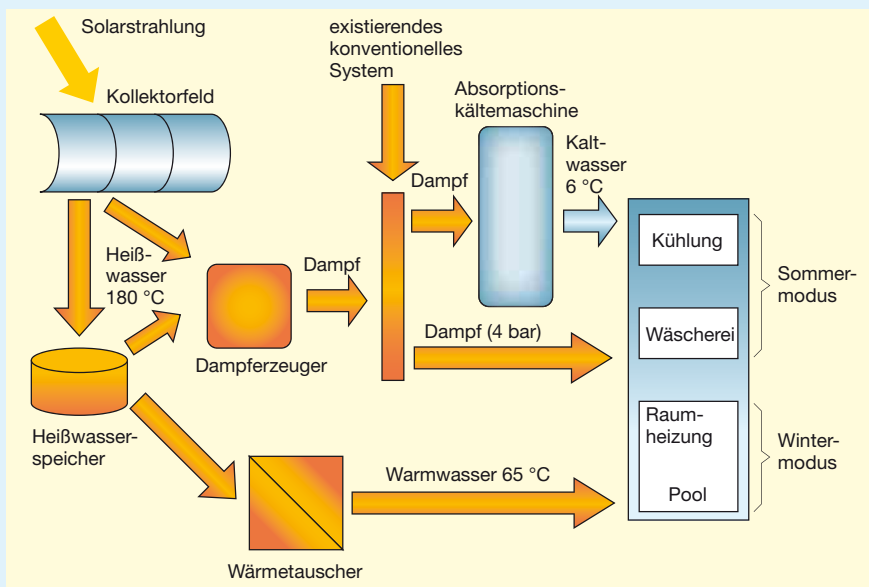 Solarstrahlung
existierendes
konventionelles
System
Kollektorfeld
Absorptions-
kältemaschine
Kalt-
wasser
6 °C
Dampf
Kühlung
Sommer-
modus
Heiß-
wasser
180 °C
Dampf
Dampf (4 bar)
Wäscherei
Dampferzeuger
Raum-
heizung
Pool
Winter-
modus
Heißwasser-
speicher
Warmwasser 65 °C
Wärmetauscher